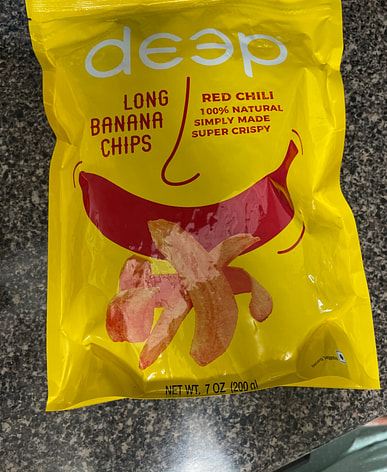 deep
LONG
BANANA
CHIPS
RED CHILI
100% NATURAL
SIMPLY MADE
SUPER CRISPY
NET WT. 7 OZ (200 g)